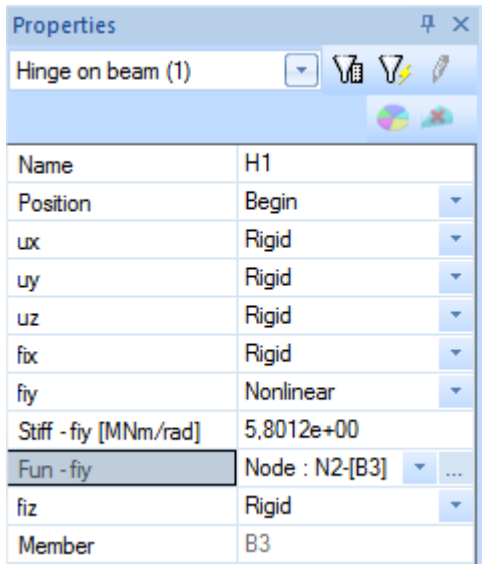 Properties
Hinge on beam (1)
Name H1
Position Begin
ux Rigid
uy Rigid
uz Rigid
fix Rigid
fiy Nonlinear
Stiff - fiy [MNm/rad] 5,8012e+00
Fun - fiy Node : N2-[B3] ...
fiz Rigid
Member B3